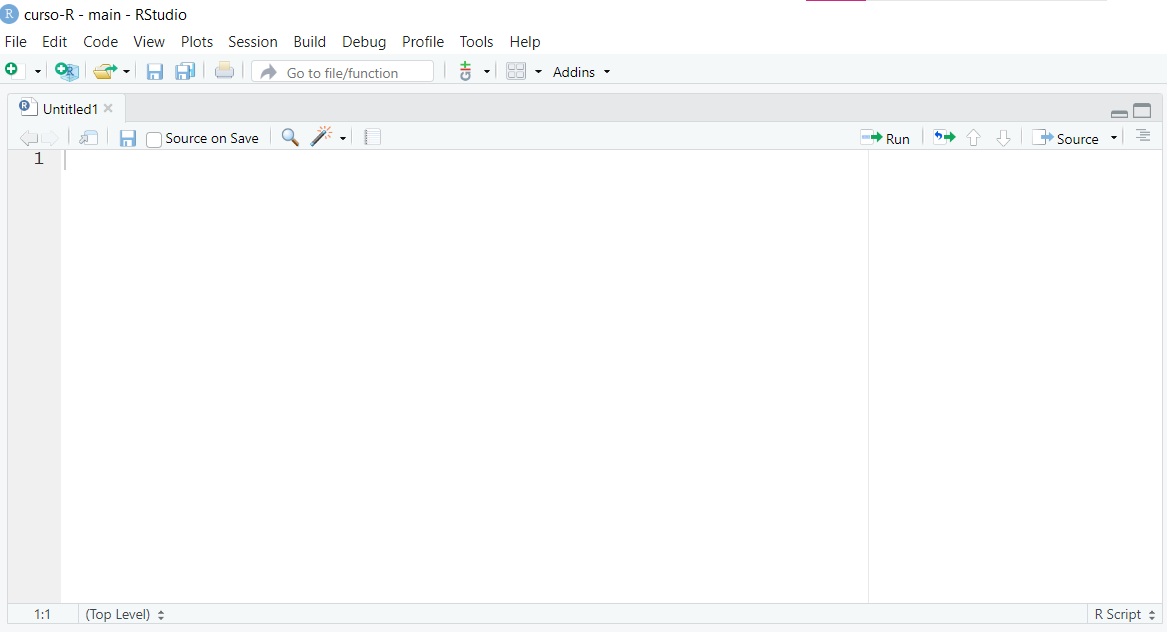 R curso-R - main - RStudio
File Edit Code View Plots Session Build Debug Profile Tools Help
R Go to file/function G Addins
R Untitled1
Source on Save Run Source
1
1:1 (Top Level) R Script